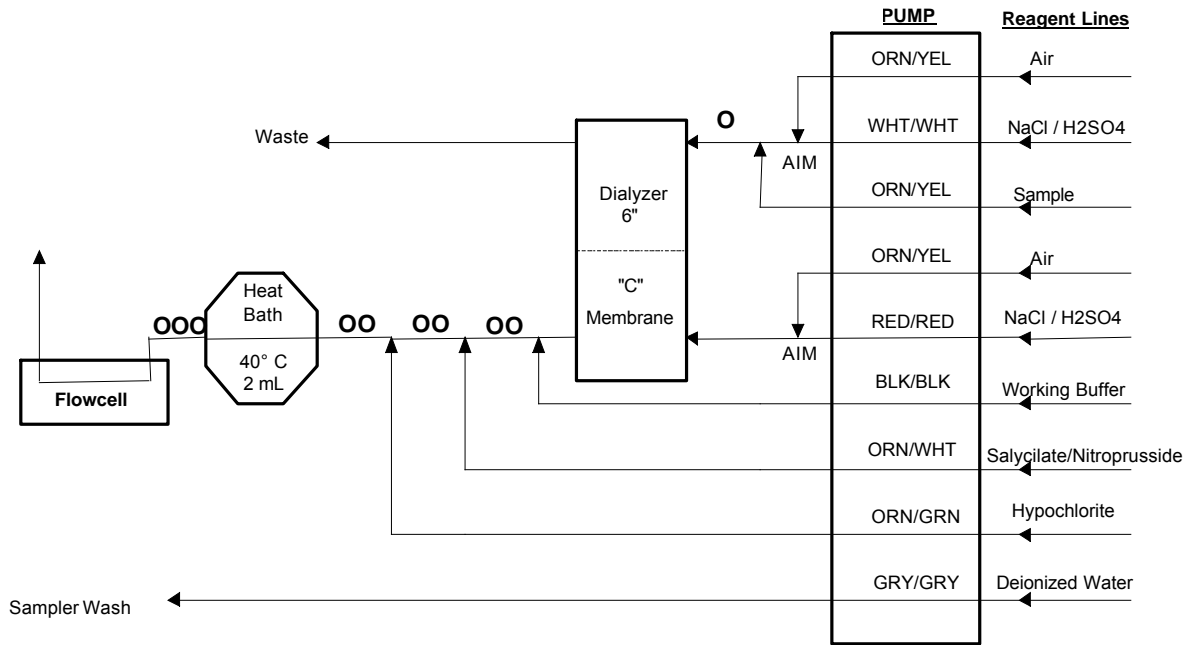 PUMP
Reagent Lines
ORN/YEL
Air
WHT/WHT
NaCl / H2SO4
O
AIM
Waste
ORN/YEL
Sample
Dialyzer
6"
"C"
Membrane
ORN/YEL
Air
RED/RED
NaCl / H2SO4
AIM
OO
OO
OO
OOO
Heat
Bath
40° C
2 mL
Flowcell
BLK/BLK
Working Buffer
ORN/WHT
Salycilate/Nitroprusside
ORN/GRN
Hypochlorite
GRY/GRY
Deionized Water
Sampler Wash